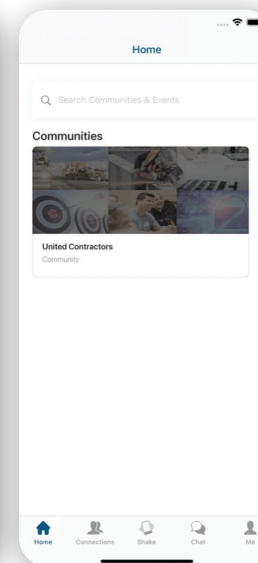 Home
Search Communities & Events
Communities
United Contractors
Community
Home Connections Shake Chat Me